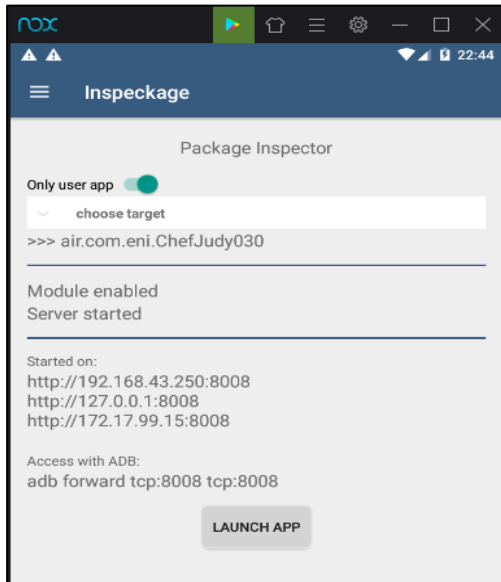 nox
22:44
Inspeckage
Package Inspector
Only user app
choose target
>>> air.com.eni.ChefJudy030
Module enabled
Server started
Started on:
http://192.168.43.250:8008
http://127.0.0.1:8008
http://172.17.99.15:8008
Access with ADB:
adb forward tcp:8008 tcp:8008
LAUNCH APP